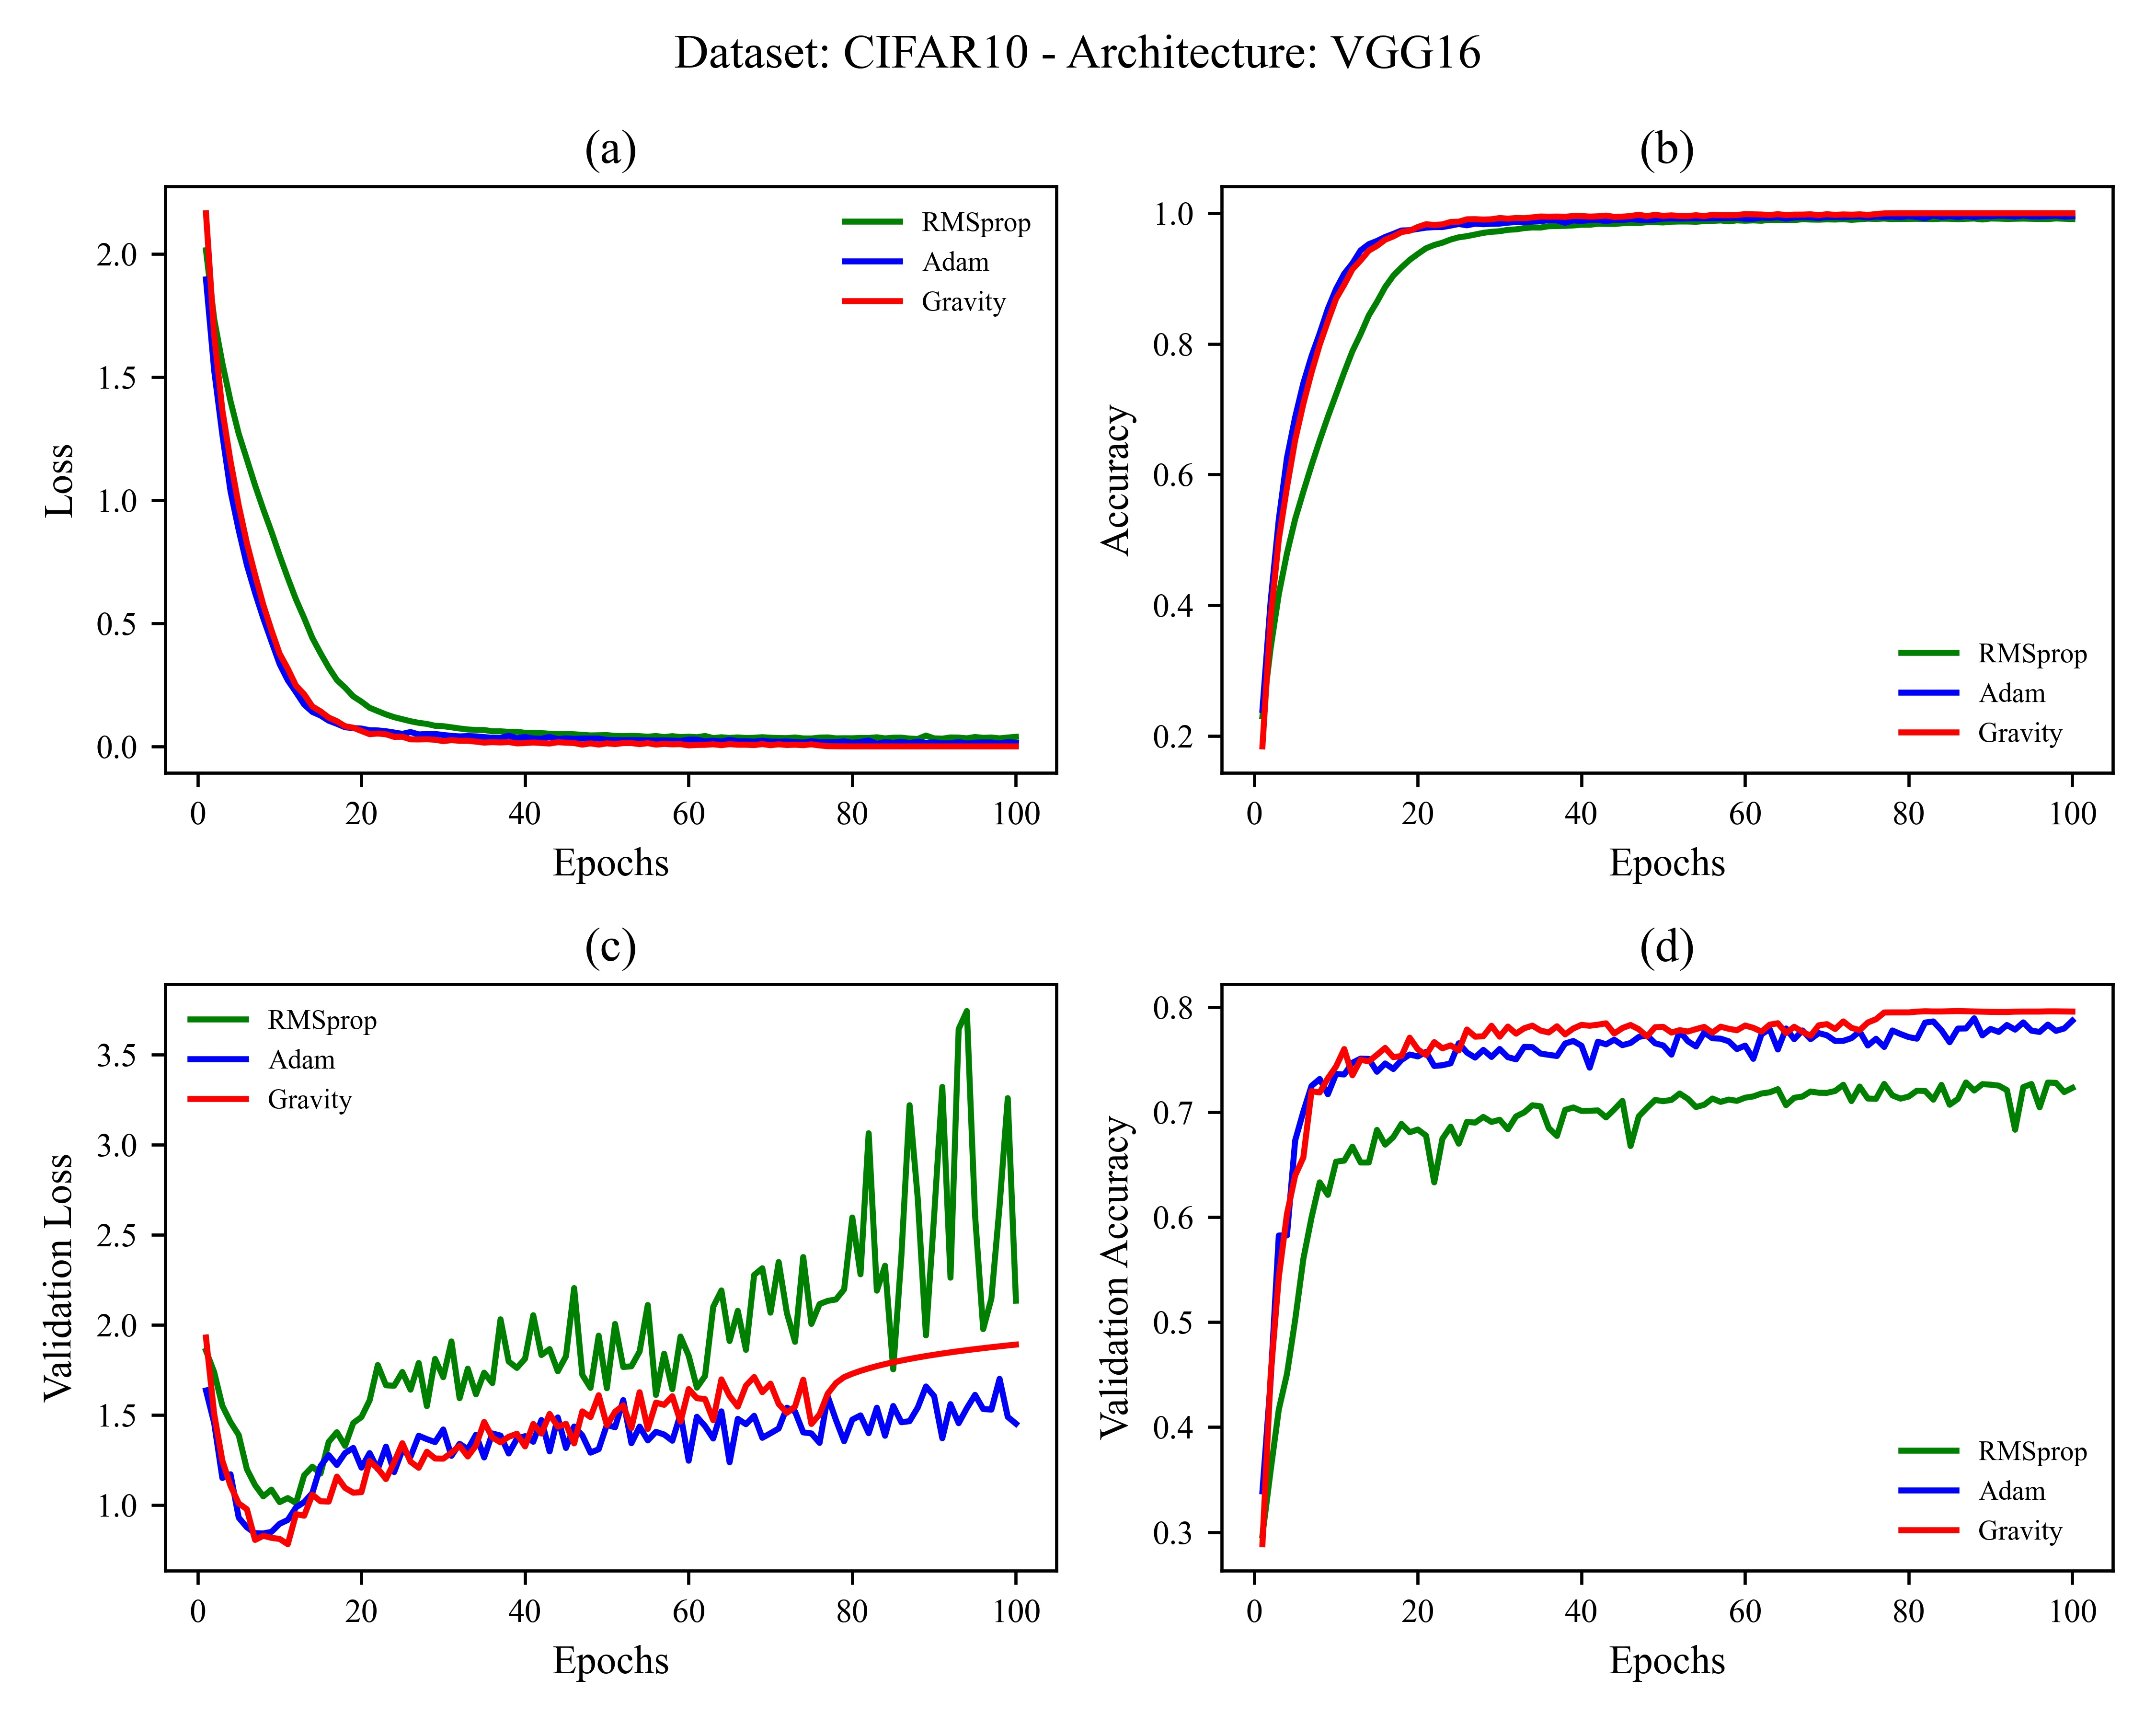 Dataset: CIFAR10 - Architecture: VGG16
(a)
Loss
2.0
1.5
1.0
0.5
0.0
RMSprop
Adam
Gravity
0 20 40 60 80 100
Epochs
(b)
Accuracy
1.0
0.8
0.6
0.4
0.2
RMSprop
Adam
Gravity
0 20 40 60 80 100
Epochs
(c)
Validation Loss
3.5
3.0
2.5
2.0
1.5
1.0
RMSprop
Adam
Gravity
0 20 40 60 80 100
Epochs
(d)
Validation Accuracy
0.8
0.7
0.6
0.5
0.4
0.3
RMSprop
Adam
Gravity
0 20 40 60 80 100
Epochs